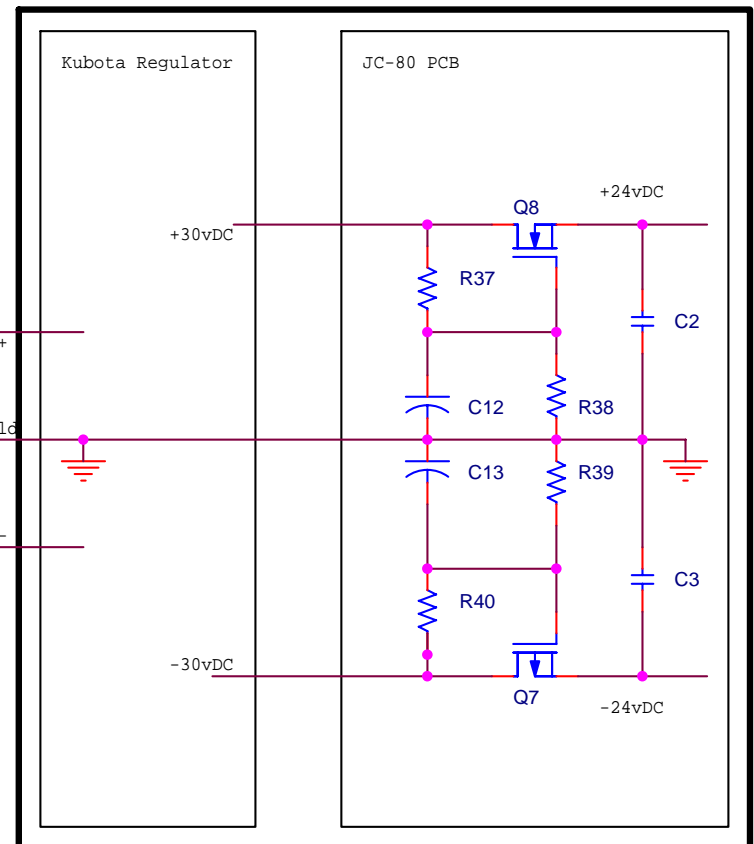 Kubota Regulator
JC-80 PCB
+24vDC
Q8
+30vDC
R37
C2
+
C12
R38
ld
C13
R39
-
C3
R40
-30vDC
Q7
-24vDC